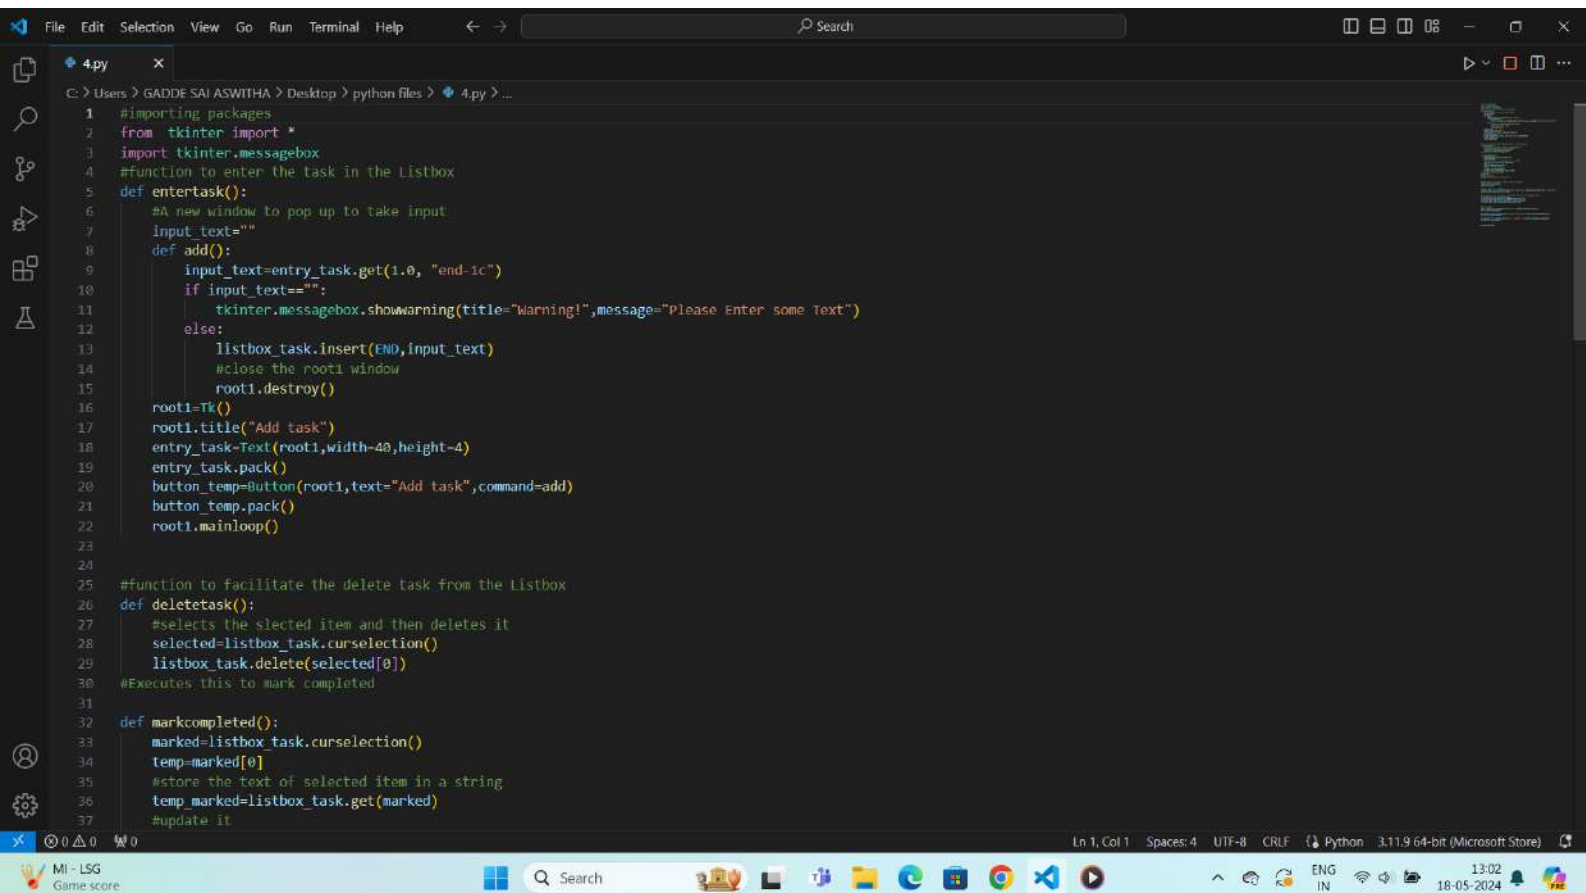 File Edit Selection View Go Run Terminal Help
Search
4.py
C: > Users > GADDE SAI ASWITHA > Desktop > python files > 4.py > ...
1 #importing packages
2 from  tkinter import *
3 import tkinter.messagebox
4 #function to enter the task in the Listbox
5 def entertask():
6     #A new window to pop up to take input
7     input_text=""
8     def add():
9         input_text=entry_task.get(1.0, "end-1c")
10         if input_text=="":
11             tkinter.messagebox.showwarning(title="Warning!",message="Please Enter some Text")
12         else:
13             listbox_task.insert(END,input_text)
14             #close the root1 window
15             root1.destroy()
16     root1=Tk()
17     root1.title("Add task")
18     entry_task=Text(root1,width=40,height=4)
19     entry_task.pack()
20     button_temp=Button(root1,text="Add task",command=add)
21     button_temp.pack()
22     root1.mainloop()
23
24
25 #function to facilitate the delete task from the Listbox
26 def deletetask():
27     #selects the slected item and then deletes it
28     selected=listbox_task.curselection()
29     listbox_task.delete(selected[0])
30 #Executes this to mark completed
31
32 def markcompleted():
33     marked=listbox_task.curselection()
34     temp=marked[0]
35     #store the text of selected item in a string
36     temp_marked=listbox_task.get(marked)
37     #update it
0 0 0 Ln 1, Col 1 Spaces: 4 UTF-8 CRLF Python 3.11.9 64-bit (Microsoft Store)
MI - LSG
Game score
Search
ENG
IN
13:02
18-05-2024
PRE